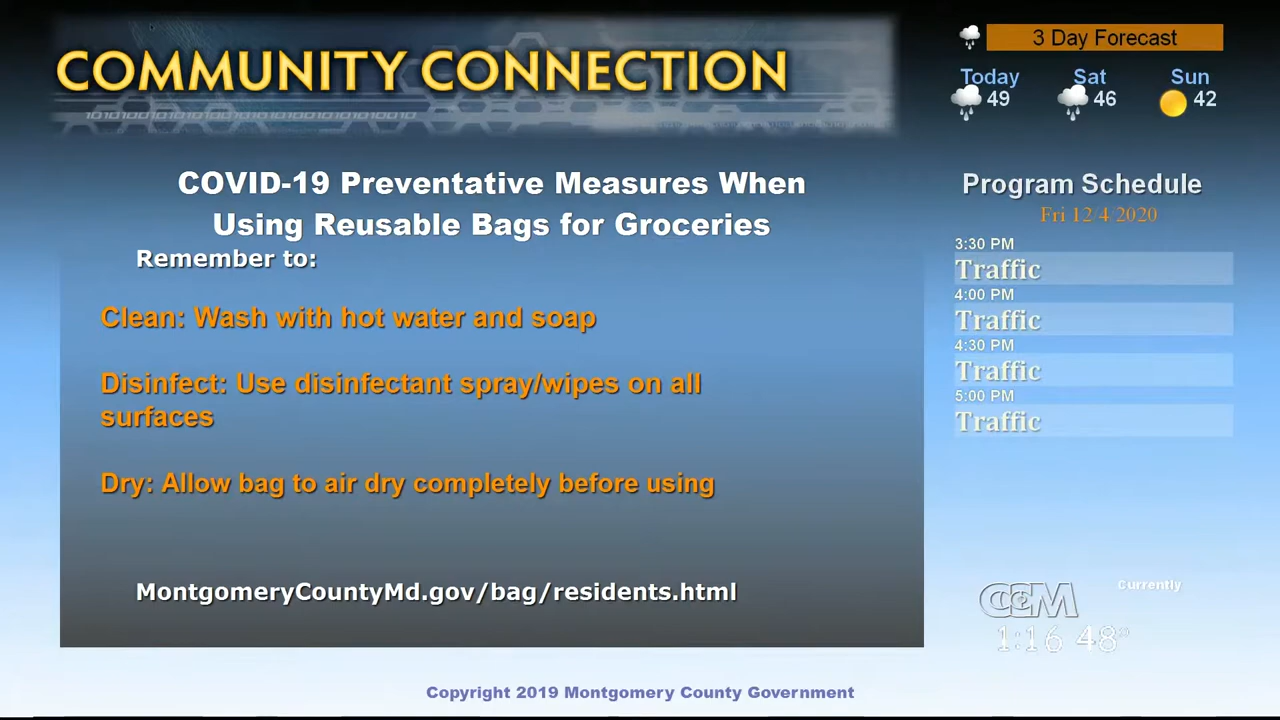 COMMUNITY CONNECTION
COVID-19 Preventative Measures When
Using Reusable Bags for Groceries
Remember to:
Clean: Wash with hot water and soap
Disinfect: Use disinfectant spray/wipes on all
surfaces
Dry: Allow bag to air dry completely before using
MontgomeryCountyMd.gov/bag/residents.html
3 Day Forecast
Today Sat Sun
49 46 42
Program Schedule
Fri 12/4/2020
3:30 PM
Traffic
4:00 PM
Traffic
4:30 PM
Traffic
5:00 PM
Traffic
CCM
Currently
1:16 48°
Copyright 2019 Montgomery County Government